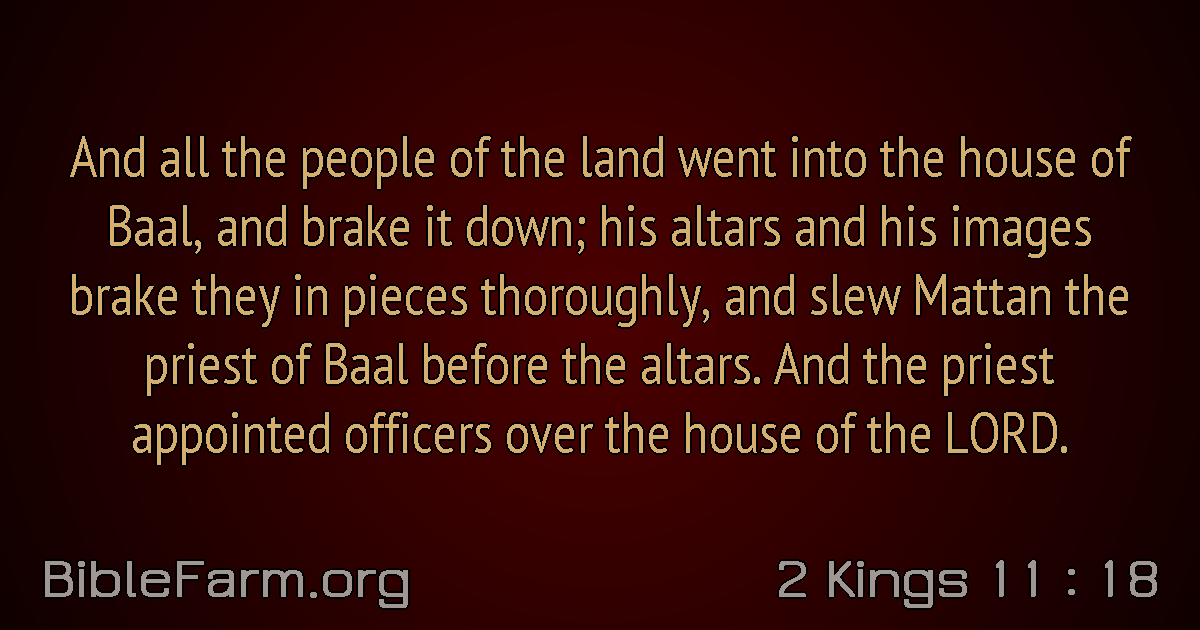 And all the people of the land went into the house of
Baal, and brake it down; his altars and his images
brake they in pieces thoroughly, and slew Mattan the
priest of Baal before the altars. And the priest
appointed officers over the house of the LORD.
BibleFarm.org
2 Kings 11 : 18